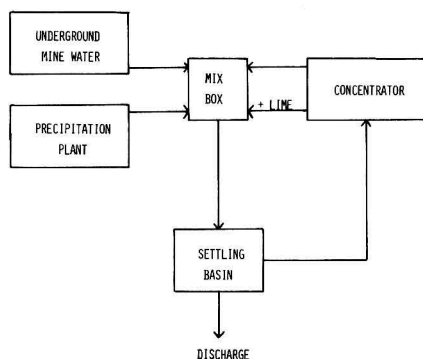 UNDERGROUND
MINE WATER
MIX
BOX
CONCENTRATOR
+ LIME
PRECIPITATION
PLANT
SETTLING
BASIN
DISCHARGE